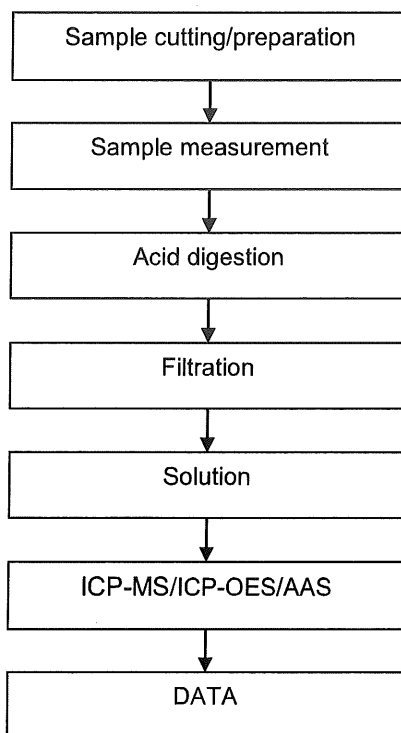 Sample cutting/preparation
Sample measurement
Acid digestion
Filtration
Solution
ICP-MS/ICP-OES/AAS
DATA